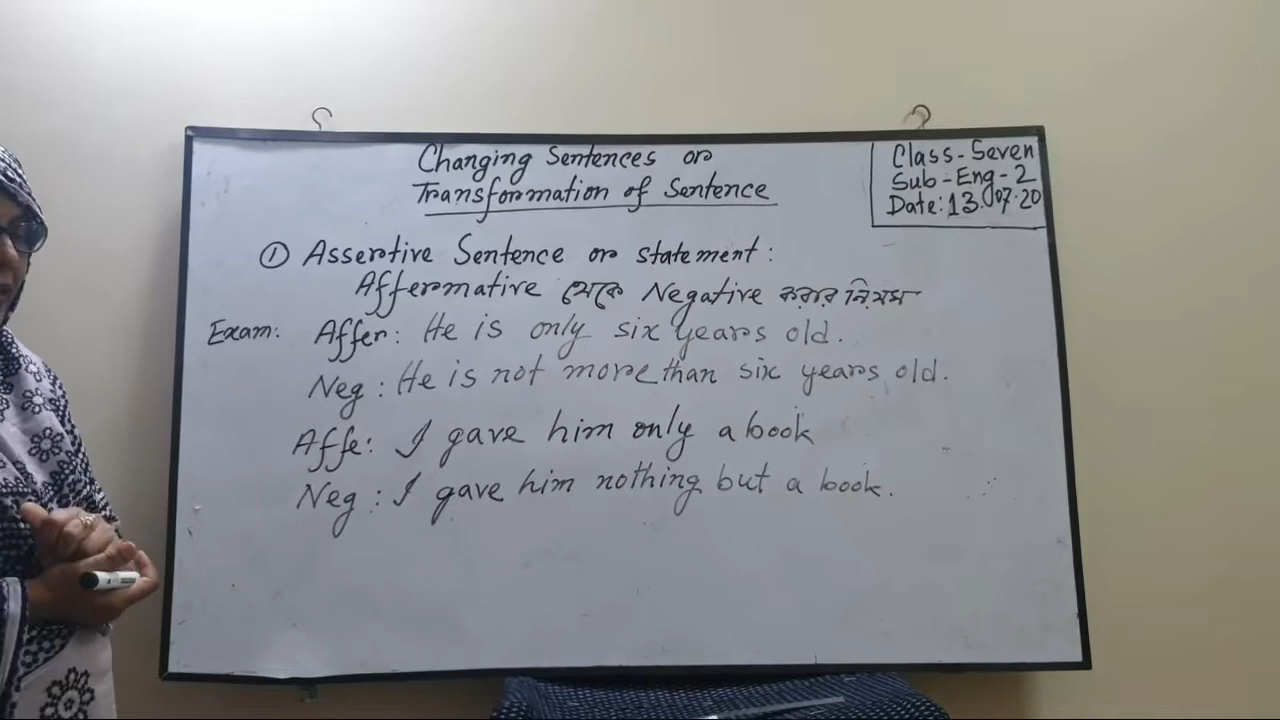 Changing Sentences or
Transformation of Sentence
Class-Seven
Sub-Eng-2
Date: 13.07.20
① Assertive Sentence or statement:
Affermative থেকে Negative করার নিয়ম
Exam: Affer: He is only six years old.
Neg: He is not more than six years old.
Affe: I gave him only a book
Neg: I gave him nothing but a book.